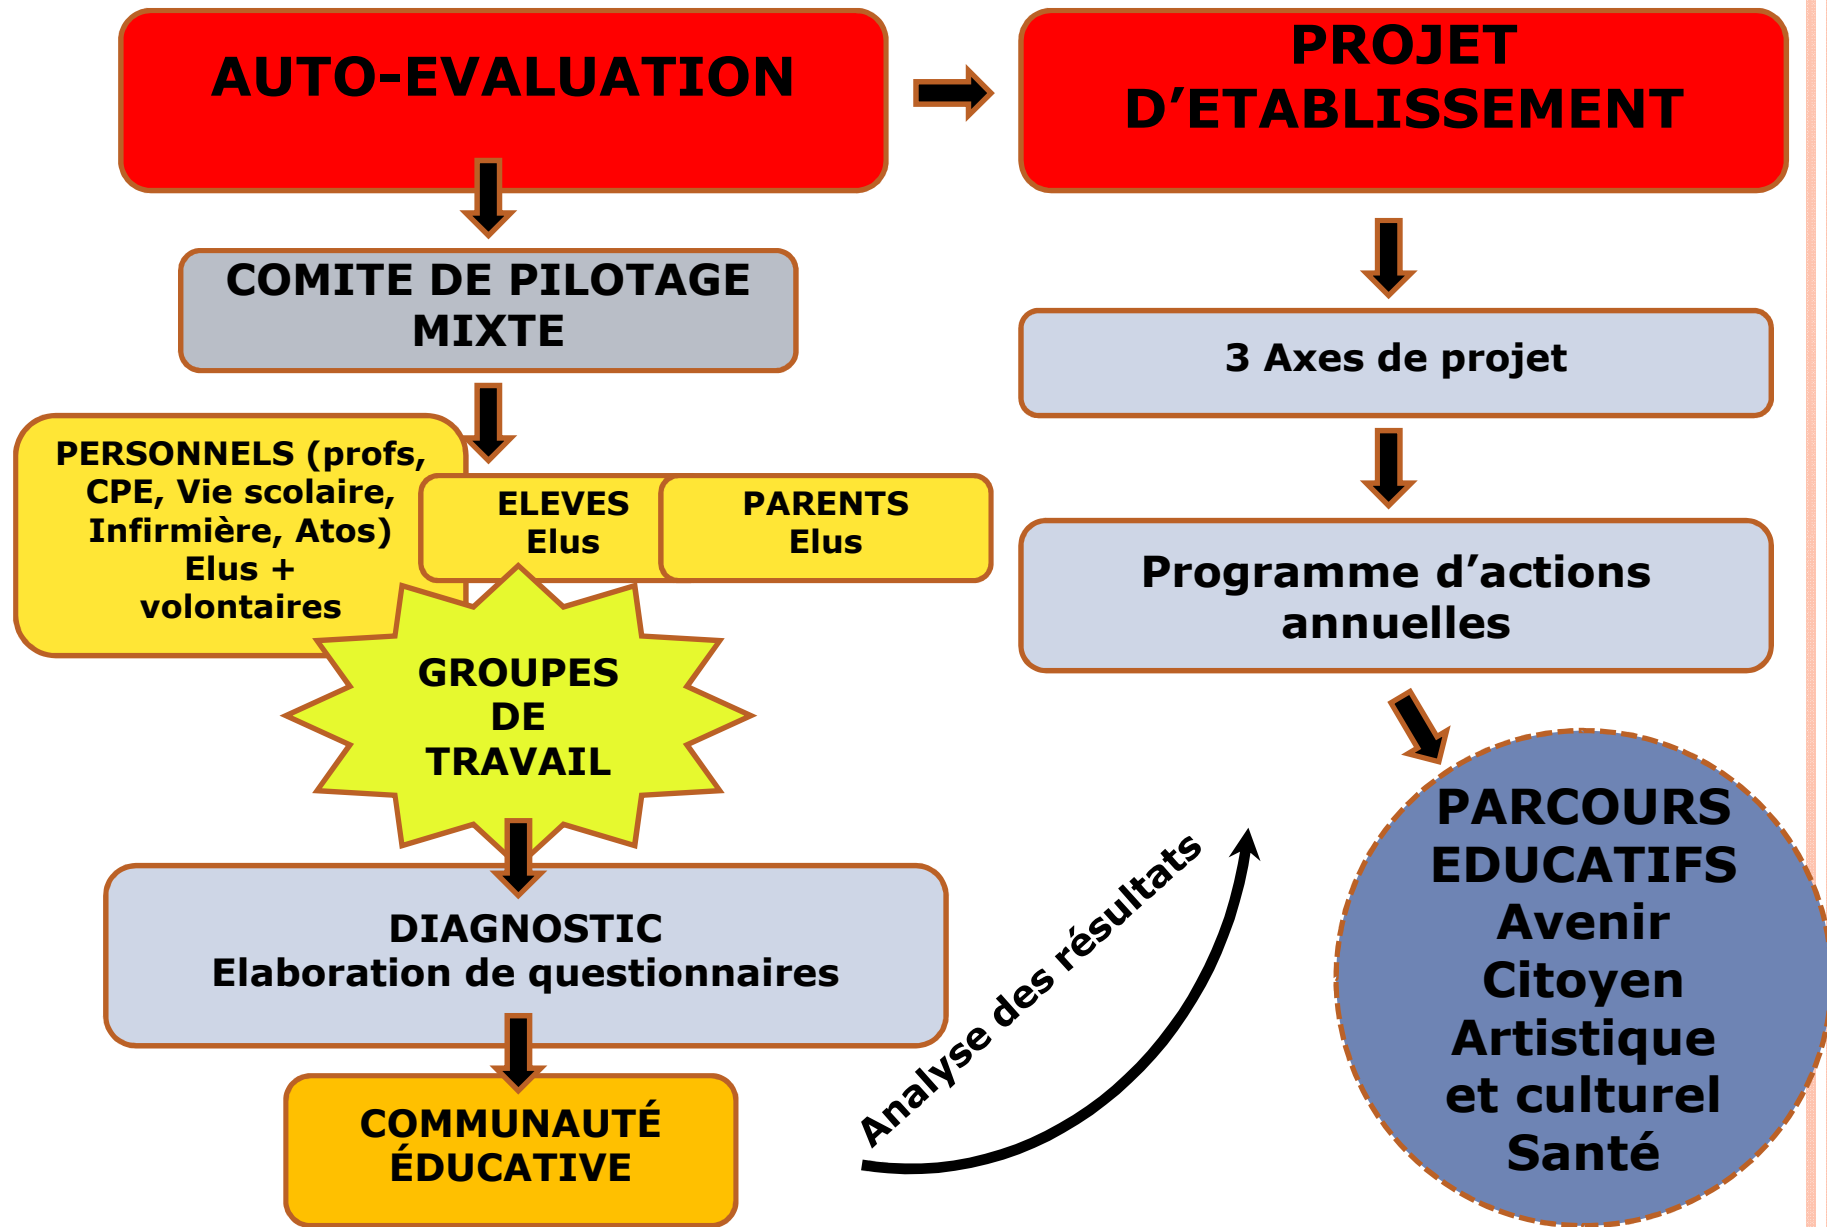 AUTO-EVALUATION
COMITE DE PILOTAGE
MIXTE
PERSONNELS (profs,
CPE, Vie scolaire,
Infirmière, Atos)
Elus +
volontaires
ELEVES
Elus
PARENTS
Elus
GROUPES
DE
TRAVAIL
DIAGNOSTIC
Elaboration de questionnaires
COMMUNAUTÉ
ÉDUCATIVE
Analyse des résultats
PROJET
D’ETABLISSEMENT
3 Axes de projet
Programme d’actions
annuelles
PARCOURS
EDUCATIFS
Avenir
Citoyen
Artistique
et culturel
Santé